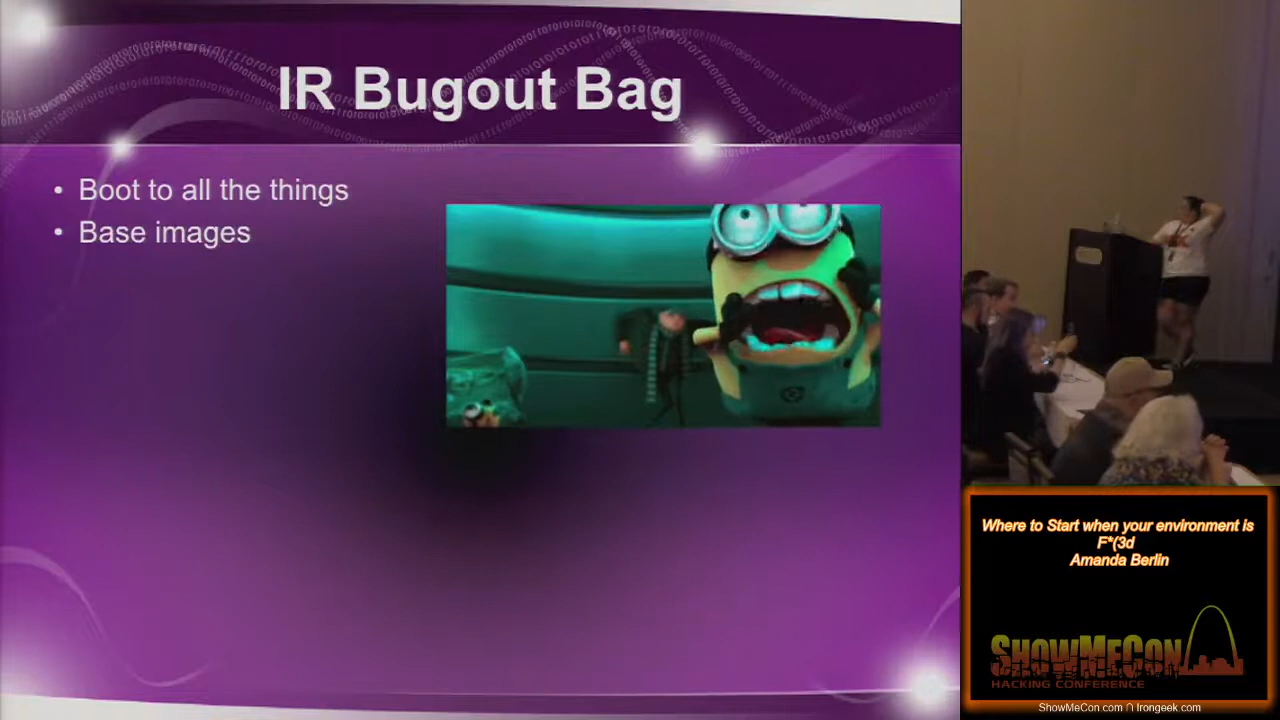 IR Bugout Bag
• Boot to all the things
• Base images
Where to Start when your environment is
F*(3d
Amanda Berlin
ShowMeCon
HACKING CONFERENCE
ShowMeCon.com ∩ Irongeek.com